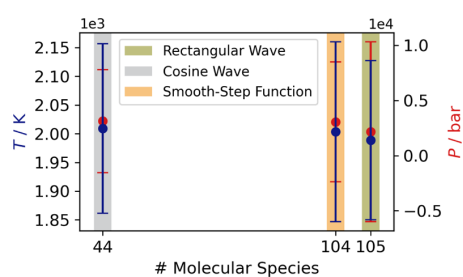 1e3
1e4
2.15
2.10
2.05
2.00
1.95
1.90
1.85
T / K
Rectangular Wave
Cosine Wave
Smooth-Step Function
1.0
0.5
0.0
−0.5
P / bar
44
104
105
# Molecular Species